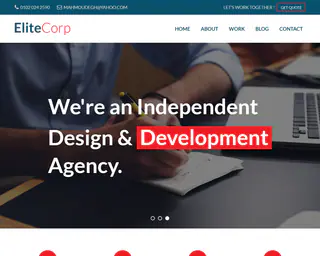 0102 024 2590 MAHMOUDEGH@YAHOO.COM LET'S WORK TOGETHER! GET QUOTE
EliteCorp HOME ABOUT WORK BLOG CONTACT
We're an Independent
Design & Development
Agency.